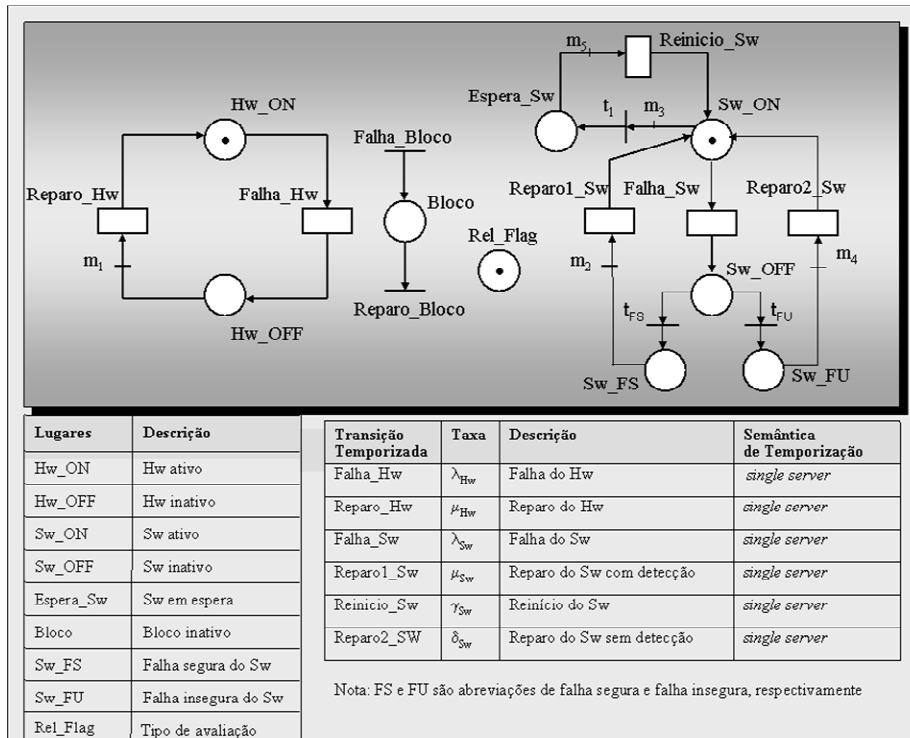 m5
Reinicio_Sw
Espera_Sw
t1
m3
Sw_ON
Hw_ON
Falha_Bloco
Reparo_Hw
Falha_Hw
Bloco
Reparo1_Sw
Falha_Sw
Reparo2_Sw
Rel_Flag
m1
m2
m4
Sw_OFF
Reparo_Bloco
Hw_OFF
tFS
tFU
Sw_FS
Sw_FU
Lugares Descrição
Hw_ON Hw ativo
Hw_OFF Hw inativo
Sw_ON Sw ativo
Sw_OFF Sw inativo
Espera_Sw Sw em espera
Bloco Bloco inativo
Sw_FS Falha segura do Sw
Sw_FU Falha insegura do Sw
Rel_Flag Tipo de avaliação
Transição Temporizada Taxa Descrição Semântica de Temporização
Falha_Hw λHw Falha do Hw single server
Reparo_Hw μHw Reparo do Hw single server
Falha_Sw λSw Falha do Sw single server
Reparo1_Sw μSw Reparo do Sw com detecção single server
Reinicio_Sw γSw Reinício do Sw single server
Reparo2_SW δSw Reparo do Sw sem detecção single server
Nota: FS e FU são abreviações de falha segura e falha insegura, respectivamente